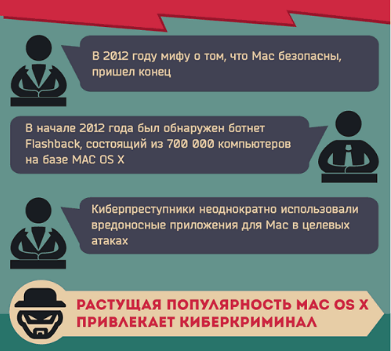 В 2012 году мифу о том, что Mac безопасны,
пришел конец
В начале 2012 года был обнаружен ботнет
Flashback, состоящий из 700 000 компьютеров
на базе MAC OS X
Киберпреступники неоднократно использовали
вредоносные приложения для Mac в целевых
атаках
РАСТУЩАЯ ПОПУЛЯРНОСТЬ MAC OS X
ПРИВЛЕКАЕТ КИБЕРКРИМИНАЛ